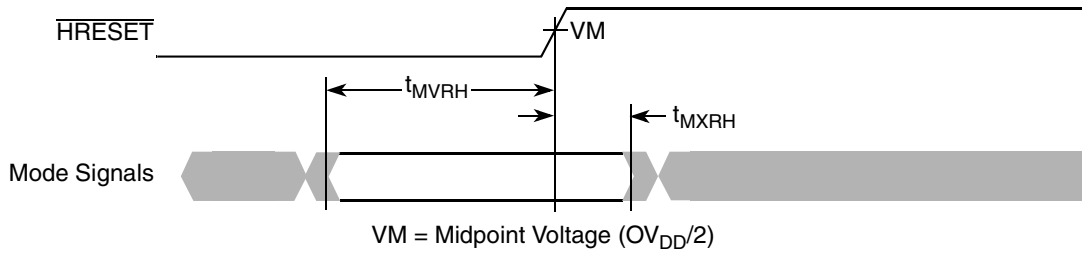 HRESET
VM
tMVRH
tMXRH
Mode Signals
VM = Midpoint Voltage (OVDD/2)